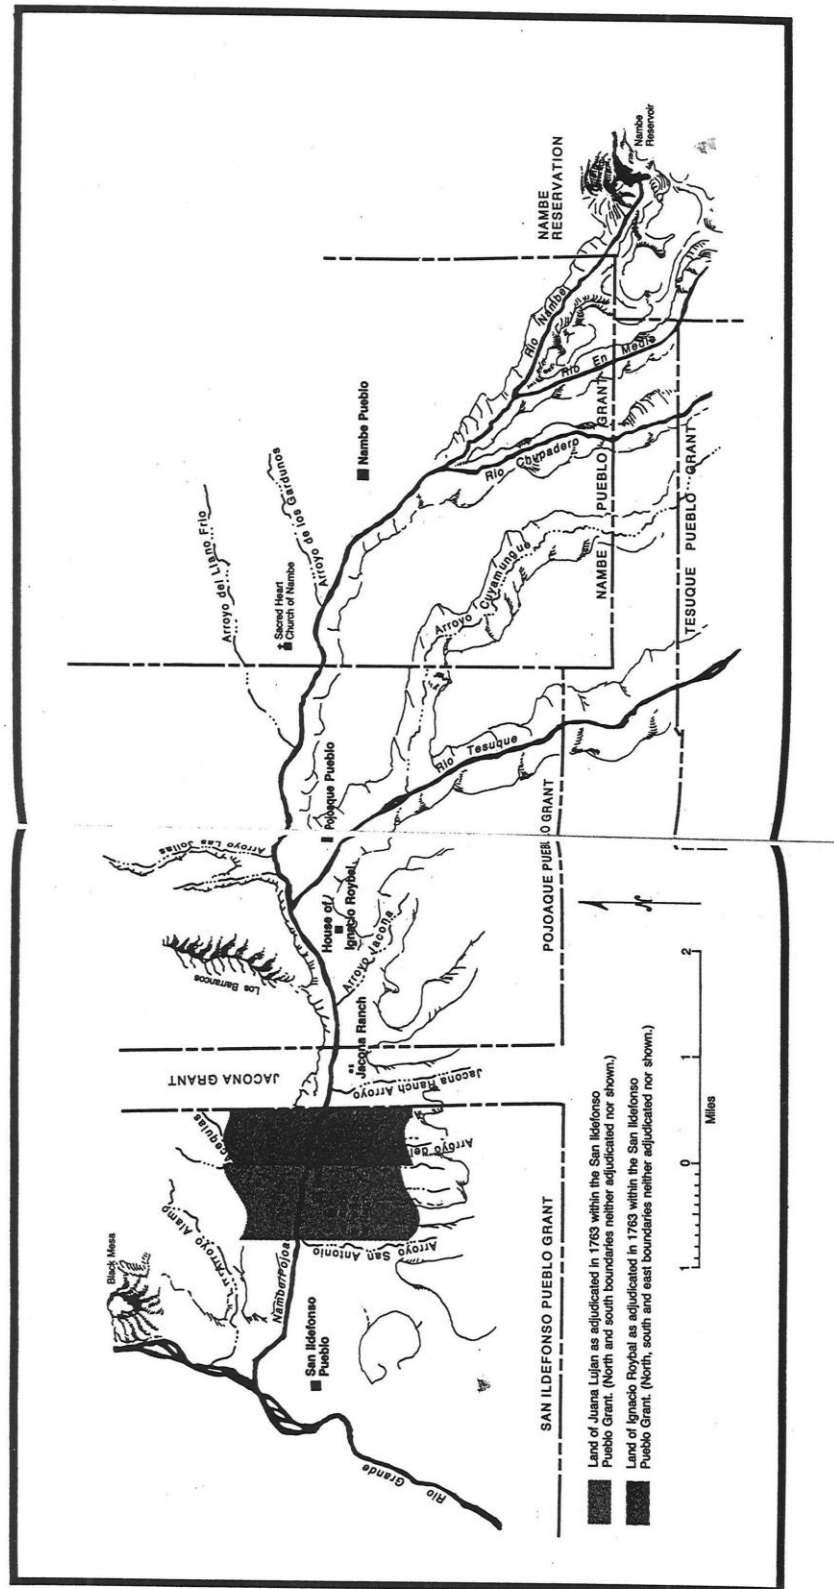 Black Mesa
Arroyo Alamo
Acequias
JACONA GRANT
Los Barrancos
Arroyo Las Jollas
Arroyo del Llano Frio
Arroyo de los Gardunos
Sacred Heart
Church of Nambe
Nambe Pueblo
NAMBE
RESERVATION
Nambe
Reservoir
San Ildefonso
Pueblo
Nambe Pojoa
Arroyo San Antonio
Arroyo del
Jacona Ranch
Jacona Ranch Arroyo
Arroyo Jacona
House of
Ignacio Roybal
Pojoaque Pueblo
Rio Tesuque
Arroyo Cuyamungue
Rio Chupadero
Rio En Medio
Rio Nambe
Rio Grande
SAN ILDEFONSO PUEBLO GRANT
POJOAQUE PUEBLO GRANT
NAMBE PUEBLO GRANT
TESUQUE PUEBLO GRANT
Land of Juana Lujan as adjudicated in 1763 within the San Ildefonso
Pueblo Grant. (North and south boundaries neither adjudicated nor shown.)
Land of Ignacio Roybal as adjudicated in 1763 within the San Ildefonso
Pueblo Grant. (North, south and east boundaries neither adjudicated nor shown.)
N
1 0 1 2
Miles